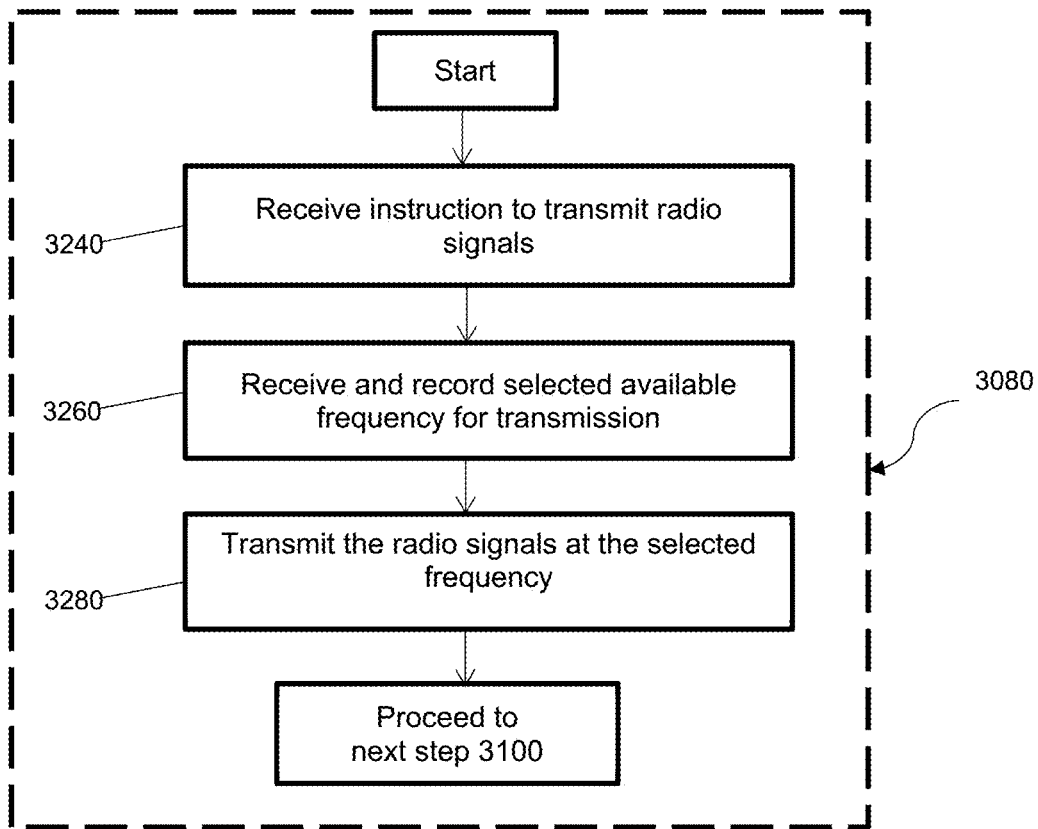 Start
Receive instruction to transmit radio
signals
3240
Receive and record selected available
frequency for transmission
3260
3080
Transmit the radio signals at the selected
frequency
3280
Proceed to
next step 3100